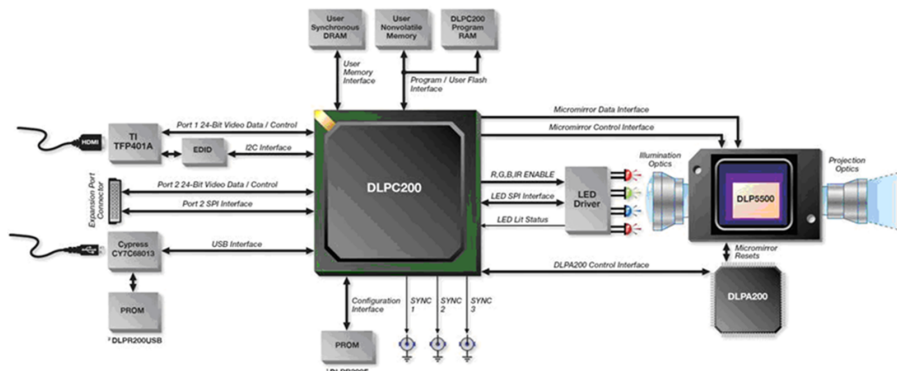 User
Synchronous
DRAM
User
Nonvolatile
Memory
DLPC200
Program
RAM
User
Memory
Interface
Program / User Flash
Interface
HDMI
TI
TFP401A
Port 1 24-Bit Video Data / Control
EDID
I2C Interface
Expansion Port
Connector
Port 2 24-Bit Video Data / Control
Port 2 SPI Interface
Cypress
CY7C68013
USB Interface
PROM
DLPR200USB
DLPC200
Configuration
Interface
PROM
SYNC
1
SYNC
2
SYNC
3
Micromirror Data Interface
Micromirror Control Interface
R,G,B,IR ENABLE
LED SPI Interface
LED Lit Status
LED
Driver
Illumination
Optics
DLP5500
Projection
Optics
Micromirror
Resets
DLPA200 Control Interface
DLPA200